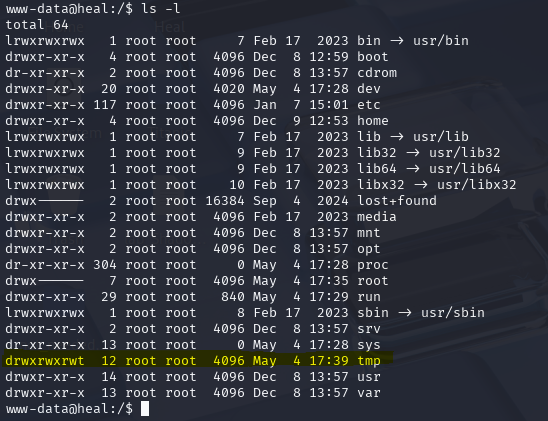 www-data@heal:/$ ls -l
total 64
lrwxrwxrwx   1 root root     7 Feb 17  2023 bin → usr/bin
drwxr-xr-x   4 root root  4096 Dec  8 12:59 boot
dr-xr-xr-x   2 root root  4096 Dec  8 13:57 cdrom
drwxr-xr-x  20 root root  4020 May  4 17:28 dev
drwxr-xr-x 117 root root  4096 Jan  7 15:01 etc
drwxr-xr-x   4 root root  4096 Dec  9 12:53 home
lrwxrwxrwx   1 root root     7 Feb 17  2023 lib → usr/lib
lrwxrwxrwx   1 root root     9 Feb 17  2023 lib32 → usr/lib32
lrwxrwxrwx   1 root root     9 Feb 17  2023 lib64 → usr/lib64
lrwxrwxrwx   1 root root    10 Feb 17  2023 libx32 → usr/libx32
drwx------   2 root root 16384 Sep  4  2024 lost+found
drwxr-xr-x   2 root root  4096 Feb 17  2023 media
drwxr-xr-x   2 root root  4096 Dec  8 13:57 mnt
drwxr-xr-x   2 root root  4096 Dec  8 13:57 opt
dr-xr-xr-x 304 root root     0 May  4 17:28 proc
drwx------   7 root root  4096 May  4 17:35 root
drwxr-xr-x  29 root root   840 May  4 17:29 run
lrwxrwxrwx   1 root root     8 Feb 17  2023 sbin → usr/sbin
drwxr-xr-x   2 root root  4096 Dec  8 13:57 srv
dr-xr-xr-x  13 root root     0 May  4 17:28 sys
drwxrwxrwt  12 root root  4096 May  4 17:39 tmp
drwxr-xr-x  14 root root  4096 Dec  8 13:57 usr
drwxr-xr-x  13 root root  4096 Dec  8 13:57 var
www-data@heal:/$